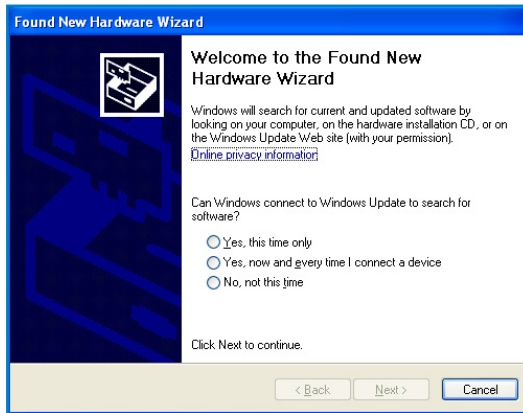 Found New Hardware Wizard
Welcome to the Found New
Hardware Wizard
Windows will search for current and updated software by
looking on your computer, on the hardware installation CD, or on
the Windows Update Web site (with your permission).
Online privacy information
Can Windows connect to Windows Update to search for
software?
Yes, this time only
Yes, now and every time I connect a device
No, not this time
Click Next to continue.
< Back
Next >
Cancel